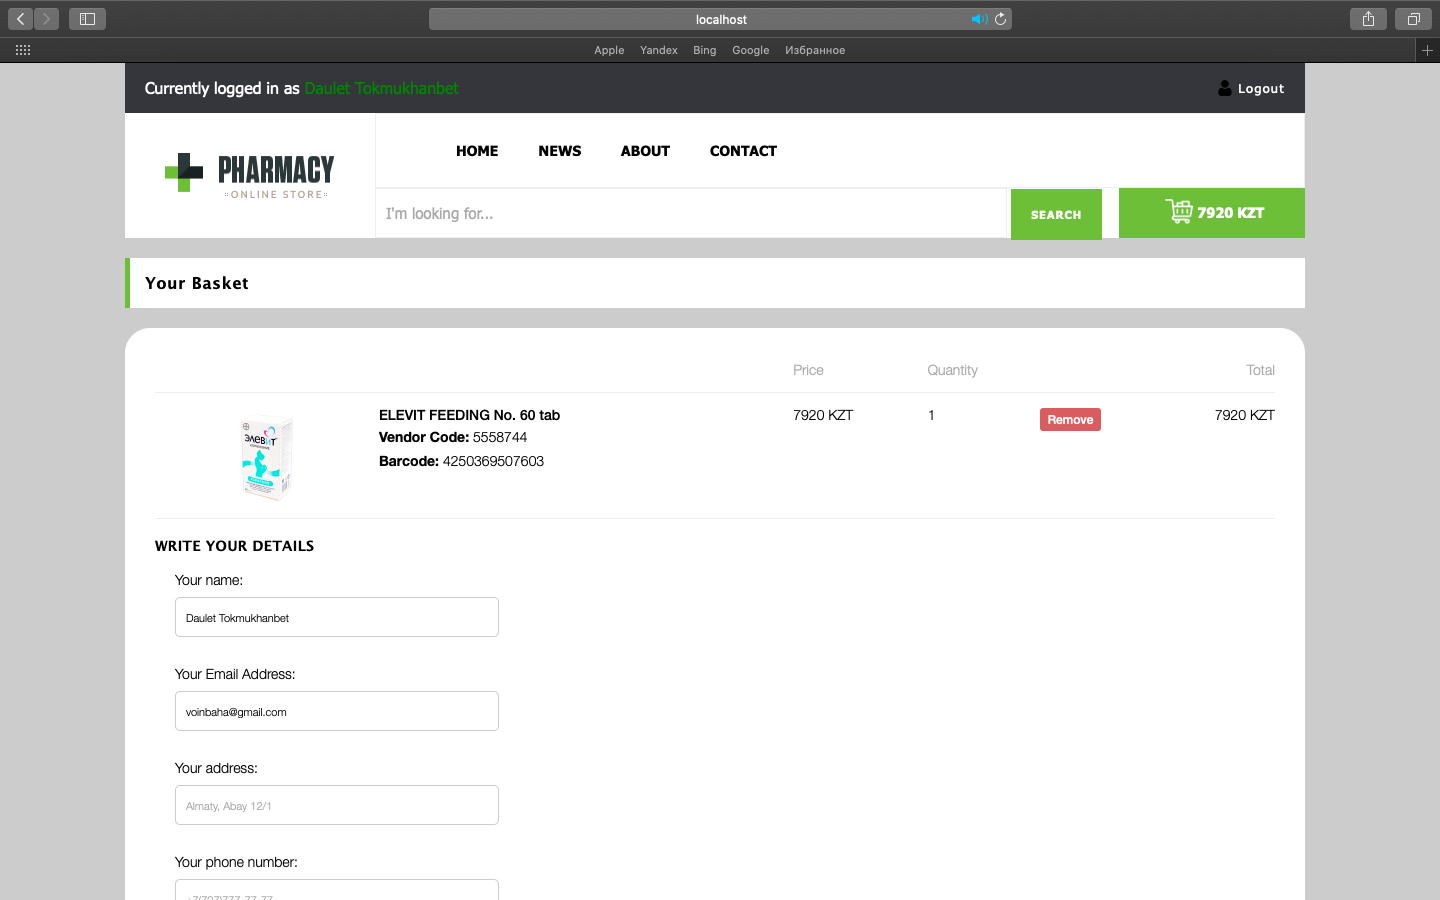 localhost
Apple Yandex Bing Google Избранное
Currently logged in as Daulet Tokmukhanbet
Logout
PHARMACY
ONLINE STORE
HOME NEWS ABOUT CONTACT
I'm looking for...
SEARCH
7920 KZT
Your Basket
Price Quantity Total
ЭЛЕВИТ
ELEVIT FEEDING No. 60 tab
7920 KZT 1 Remove 7920 KZT
Vendor Code: 5558744
Barcode: 4250369507603
WRITE YOUR DETAILS
Your name:
Daulet Tokmukhanbet
Your Email Address:
voinbaha@gmail.com
Your address:
Almaty, Abay 12/1
Your phone number: